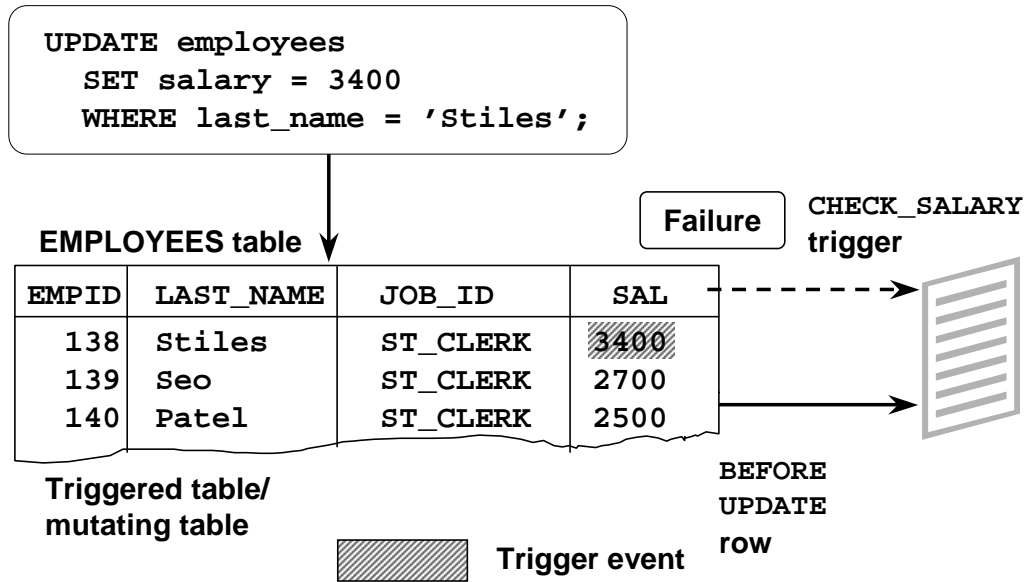 UPDATE employees
SET salary = 3400
WHERE last_name = ’Stiles’;
Failure
CHECK_SALARY
trigger
EMPLOYEES table
EMPID LAST_NAME JOB_ID SAL
138 Stiles ST_CLERK 3400
139 Seo ST_CLERK 2700
140 Patel ST_CLERK 2500
Triggered table/
mutating table
BEFORE
UPDATE
row
Trigger event